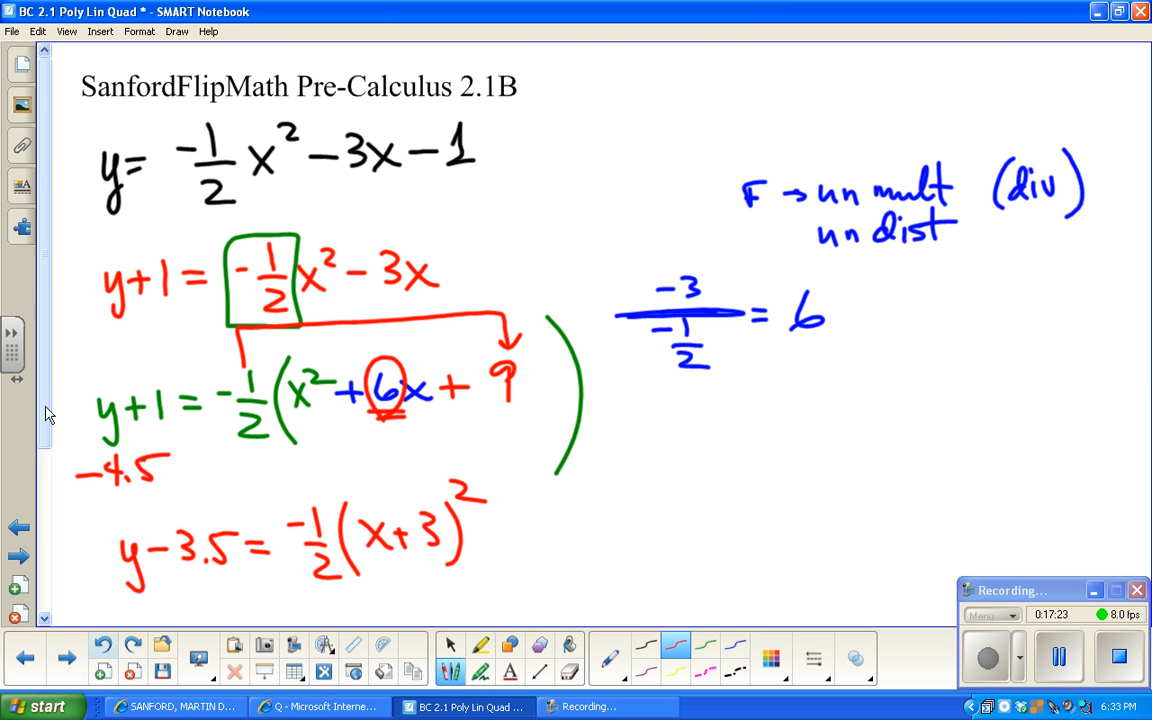 BC 2.1 Poly Lin Quad * - SMART Notebook
File Edit View Insert Format Draw Help
SanfordFlipMath Pre-Calculus 2.1B
y= -1/2 x² - 3x - 1
F → un mult (div)
un dist
y+1 = -1/2 x² - 3x
-3 / (-1/2) = 6
y+1 = -1/2 (x² + 6x + 9 )
-4.5
y - 3.5 = -1/2 (x+3)²
Recording...
Menu 0:17:23 8.0 fps
start SANFORD, MARTIN D... Q - Microsoft Interne... BC 2.1 Poly Lin Quad ... Recording... 6:33 PM